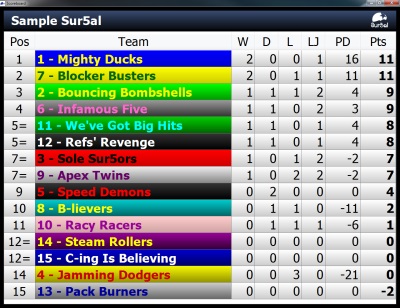 Scoreboard
Sample Sur5al
Sur5al
Pos Team W D L LJ PD Pts
1 1 - Mighty Ducks 2 0 0 1 16 11
2 7 - Blocker Busters 2 0 1 1 11 11
3 2 - Bouncing Bombshells 1 1 1 2 4 9
4 6 - Infamous Five 1 1 0 2 3 9
5= 11 - We've Got Big Hits 1 1 0 1 4 8
5= 12 - Refs' Revenge 1 1 0 1 4 8
7= 3 - Sole Sur5ors 1 0 1 2 -2 7
7= 9 - Apex Twins 1 0 2 2 -2 7
9 5 - Speed Demons 0 2 0 0 0 4
10 8 - B-lievers 0 1 1 0 -11 2
11 10 - Racy Racers 0 1 1 1 -6 1
12= 14 - Steam Rollers 0 0 0 0 0 0
12= 15 - C-ing Is Believing 0 0 0 0 0 0
14 4 - Jamming Dodgers 0 0 3 0 -21 0
15 13 - Pack Burners 0 0 0 0 0 -2